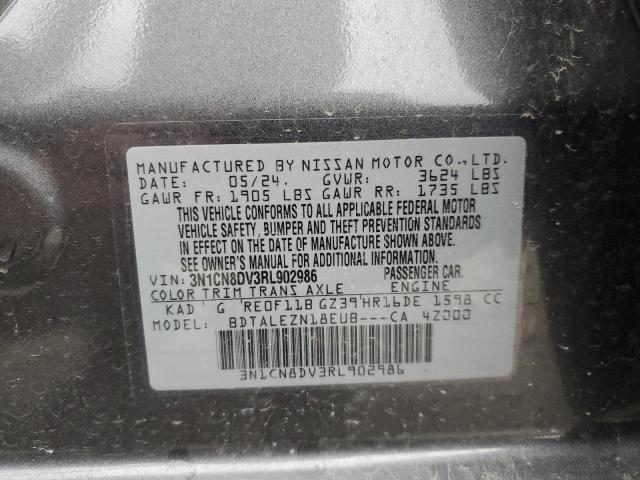 MANUFACTURED BY NISSAN MOTOR CO.,LTD.
DATE: 05/24. GVWR: 3624 LBS
GAWR FR: 1905 LBS GAWR RR: 1735 LBS
THIS VEHICLE CONFORMS TO ALL APPLICABLE FEDERAL MOTOR
VEHICLE SAFETY, BUMPER AND THEFT PREVENTION STANDARDS
IN EFFECT ON THE DATE OF MANUFACTURE SHOWN ABOVE.
SEE OWNER'S MANUAL FOR ADDITIONAL INFORMATION.
VIN: 3N1CN8DV3RL902986 PASSENGER CAR.
COLOR TRIM TRANS AXLE ENGINE
KAD G RE0F11B GZ39 HR16DE 1598 CC
MODEL: BDTALEZN18EUB---CA 4Z000
3N1CN8DV3RL902986